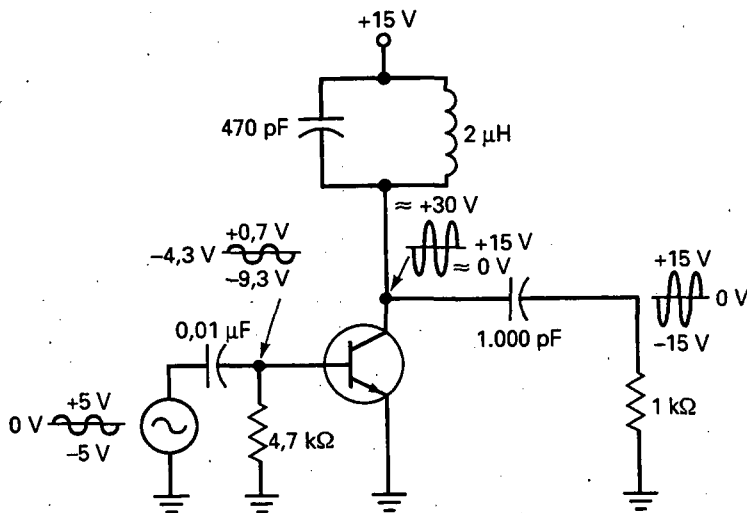 +15 V
470 pF
2 μH
≈ +30 V
+15 V
≈ 0 V
+0,7 V
−4,3 V
−9,3 V
0,01 μF
1.000 pF
+15 V
0 V
−15 V
+5 V
0 V
−5 V
4,7 kΩ
1 kΩ